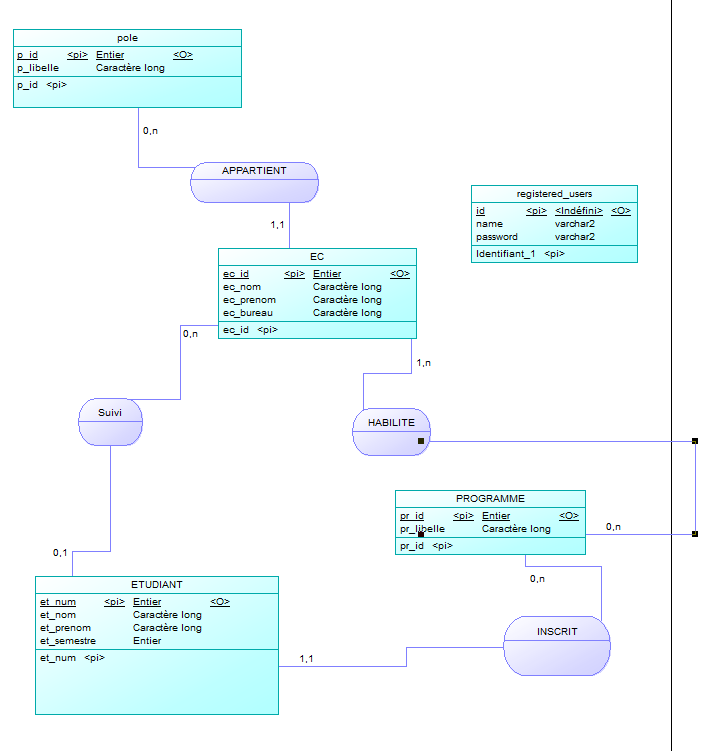 pole
p_id <pi> Entier <O>
p_libelle Caractère long
p_id <pi>
0,n
APPARTIENT
registered_users
id <pi> <Indéfini> <O>
name varchar2
password varchar2
Identifiant_1 <pi>
1,1
EC
ec_id <pi> Entier <O>
ec_nom Caractère long
ec_prenom Caractère long
ec_bureau Caractère long
ec_id <pi>
0,n
1,n
Suivi
HABILITE
PROGRAMME
pr_id <pi> Entier <O>
pr_libelle Caractère long
pr_id <pi>
0,n
0,1
0,n
ETUDIANT
et_num <pi> Entier <O>
et_nom Caractère long
et_prenom Caractère long
et_semestre Entier
et_num <pi>
INSCRIT
1,1